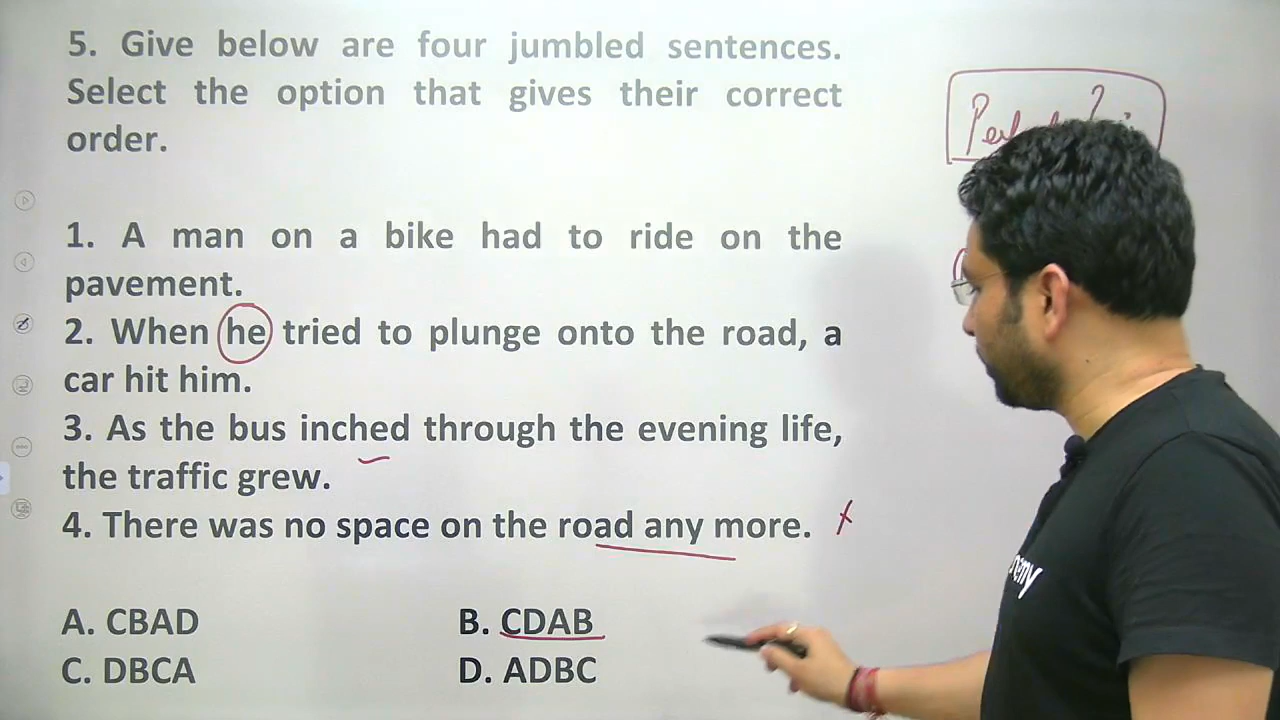 5. Give below are four jumbled sentences.
Select the option that gives their correct
order.
1. A man on a bike had to ride on the
pavement.
2. When he tried to plunge onto the road, a
car hit him.
3. As the bus inched through the evening life,
the traffic grew.
4. There was no space on the road any more.
A. CBAD B. CDAB
C. DBCA D. ADBC